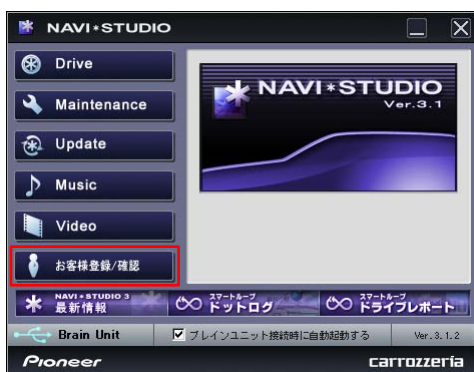 NAVI*STUDIO
Drive
Maintenance
Update
Music
Video
お客様登録/確認
NAVI*STUDIO
Ver.3.1
NAVI*STUDIO 3
最新情報
スマートループ
ドットログ
スマートループ
ドライブレポート
Brain Unit
ブレインユニット接続時に自動起動する
Ver.3.1.2
Pioneer
carrozzeria